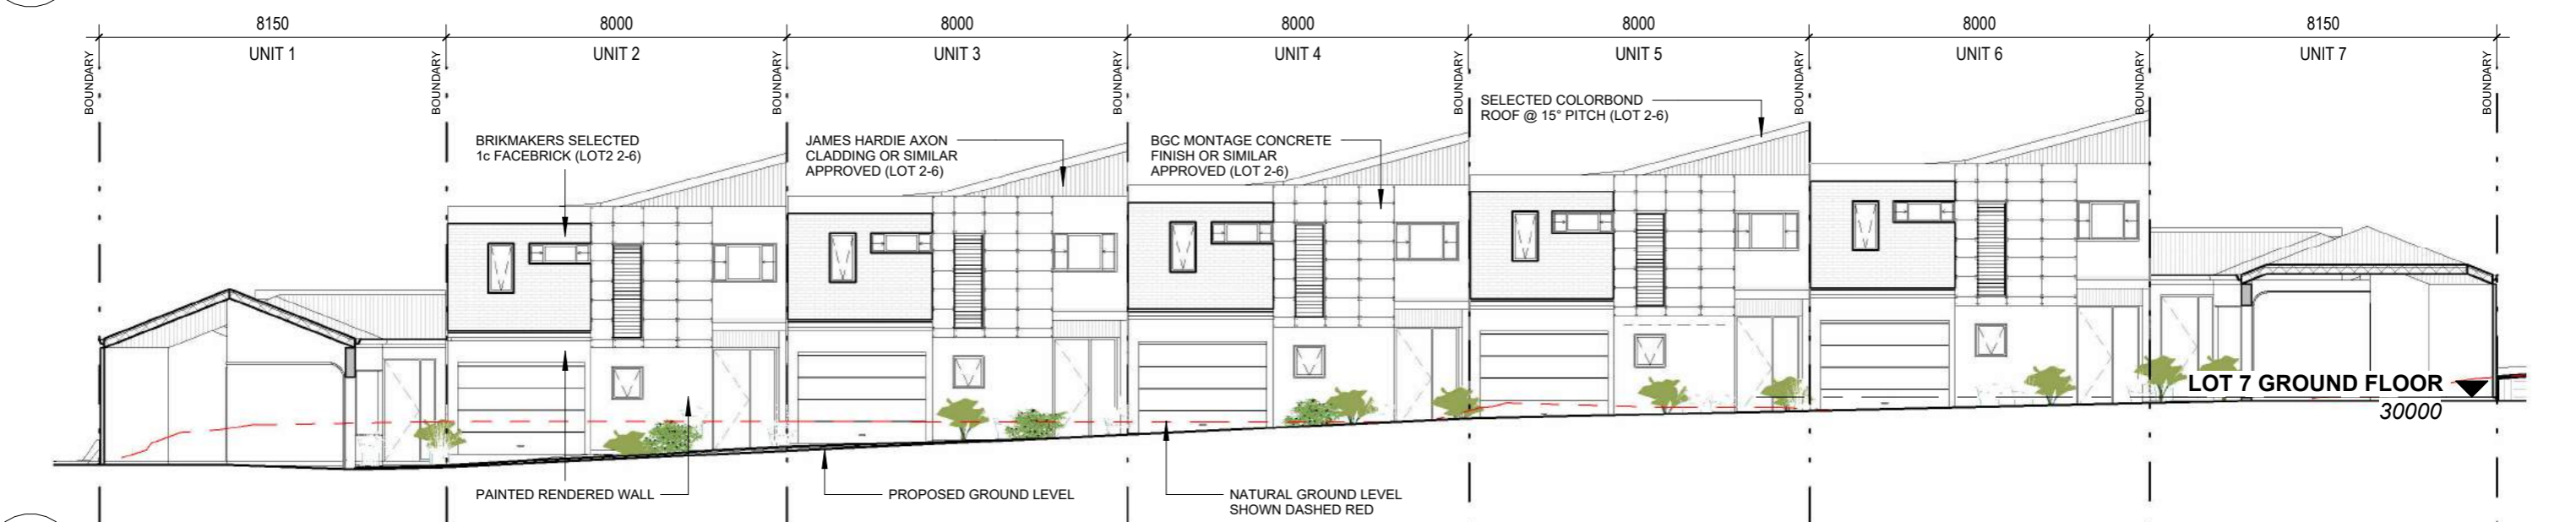 8150
8000
8000
8000
8000
8000
8150
UNIT 1
UNIT 2
UNIT 3
UNIT 4
UNIT 5
UNIT 6
UNIT 7
BOUNDARY
BOUNDARY
BOUNDARY
BOUNDARY
BOUNDARY
BOUNDARY
BOUNDARY
BOUNDARY
SELECTED COLORBOND
ROOF @ 15° PITCH (LOT 2-6)
BRIKMAKERS SELECTED
1c FACEBRICK (LOT2 2-6)
JAMES HARDIE AXON
CLADDING OR SIMILAR
APPROVED (LOT 2-6)
BGC MONTAGE CONCRETE
FINISH OR SIMILAR
APPROVED (LOT 2-6)
LOT 7 GROUND FLOOR
30000
PAINTED RENDERED WALL
PROPOSED GROUND LEVEL
NATURAL GROUND LEVEL
SHOWN DASHED RED